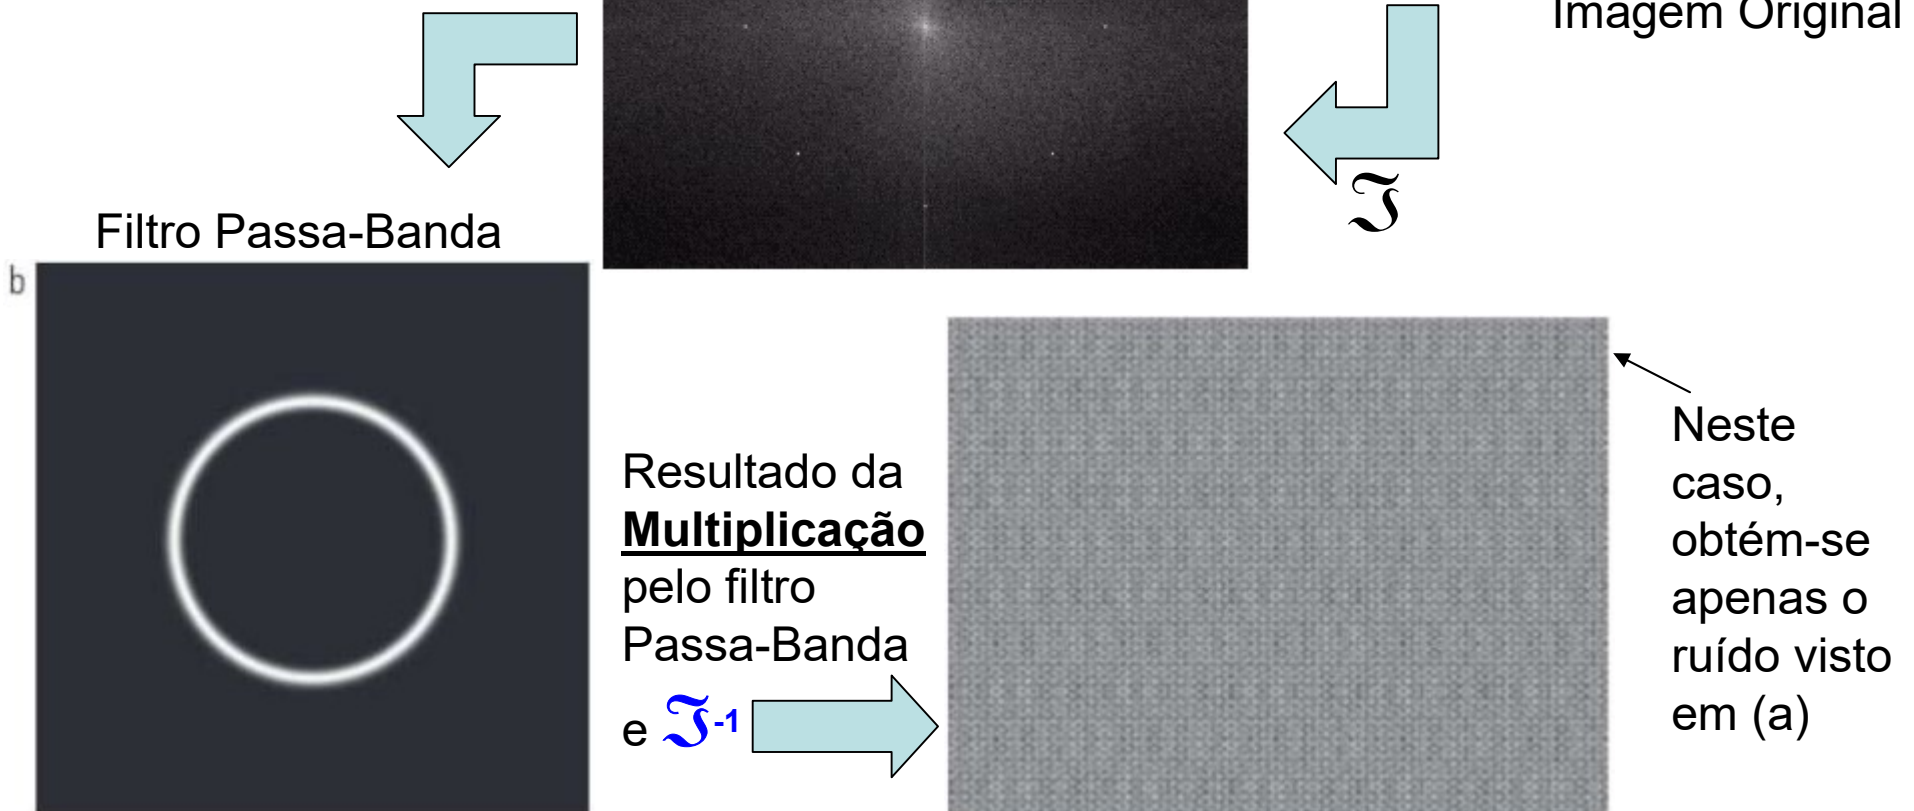 Imagem Original
ℑ
Filtro Passa-Banda
b
Resultado da
Multiplicação
pelo filtro
Passa-Banda
e ℑ-1
Neste
caso,
obtém-se
apenas o
ruído visto
em (a)